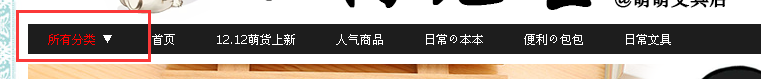 @萌萌文具店
所有分类 ▼ 首页 12.12萌货上新 人气商品 日常の本本 便利の包包 日常文具